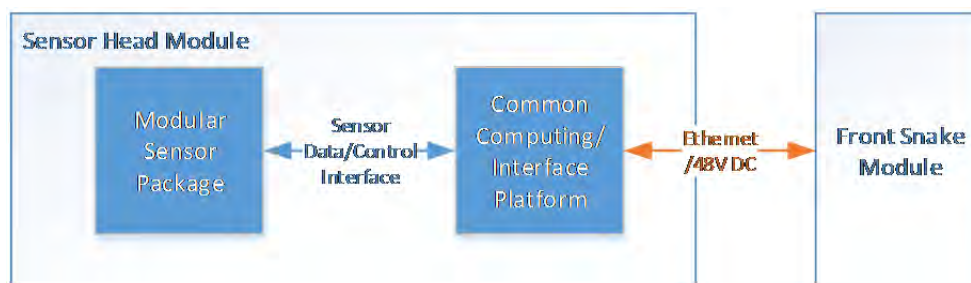 Sensor Head Module
Modular
Sensor
Package
Sensor
Data/Control
Interface
Common
Computing/
Interface
Platform
Ethernet
/48V DC
Front Snake
Module